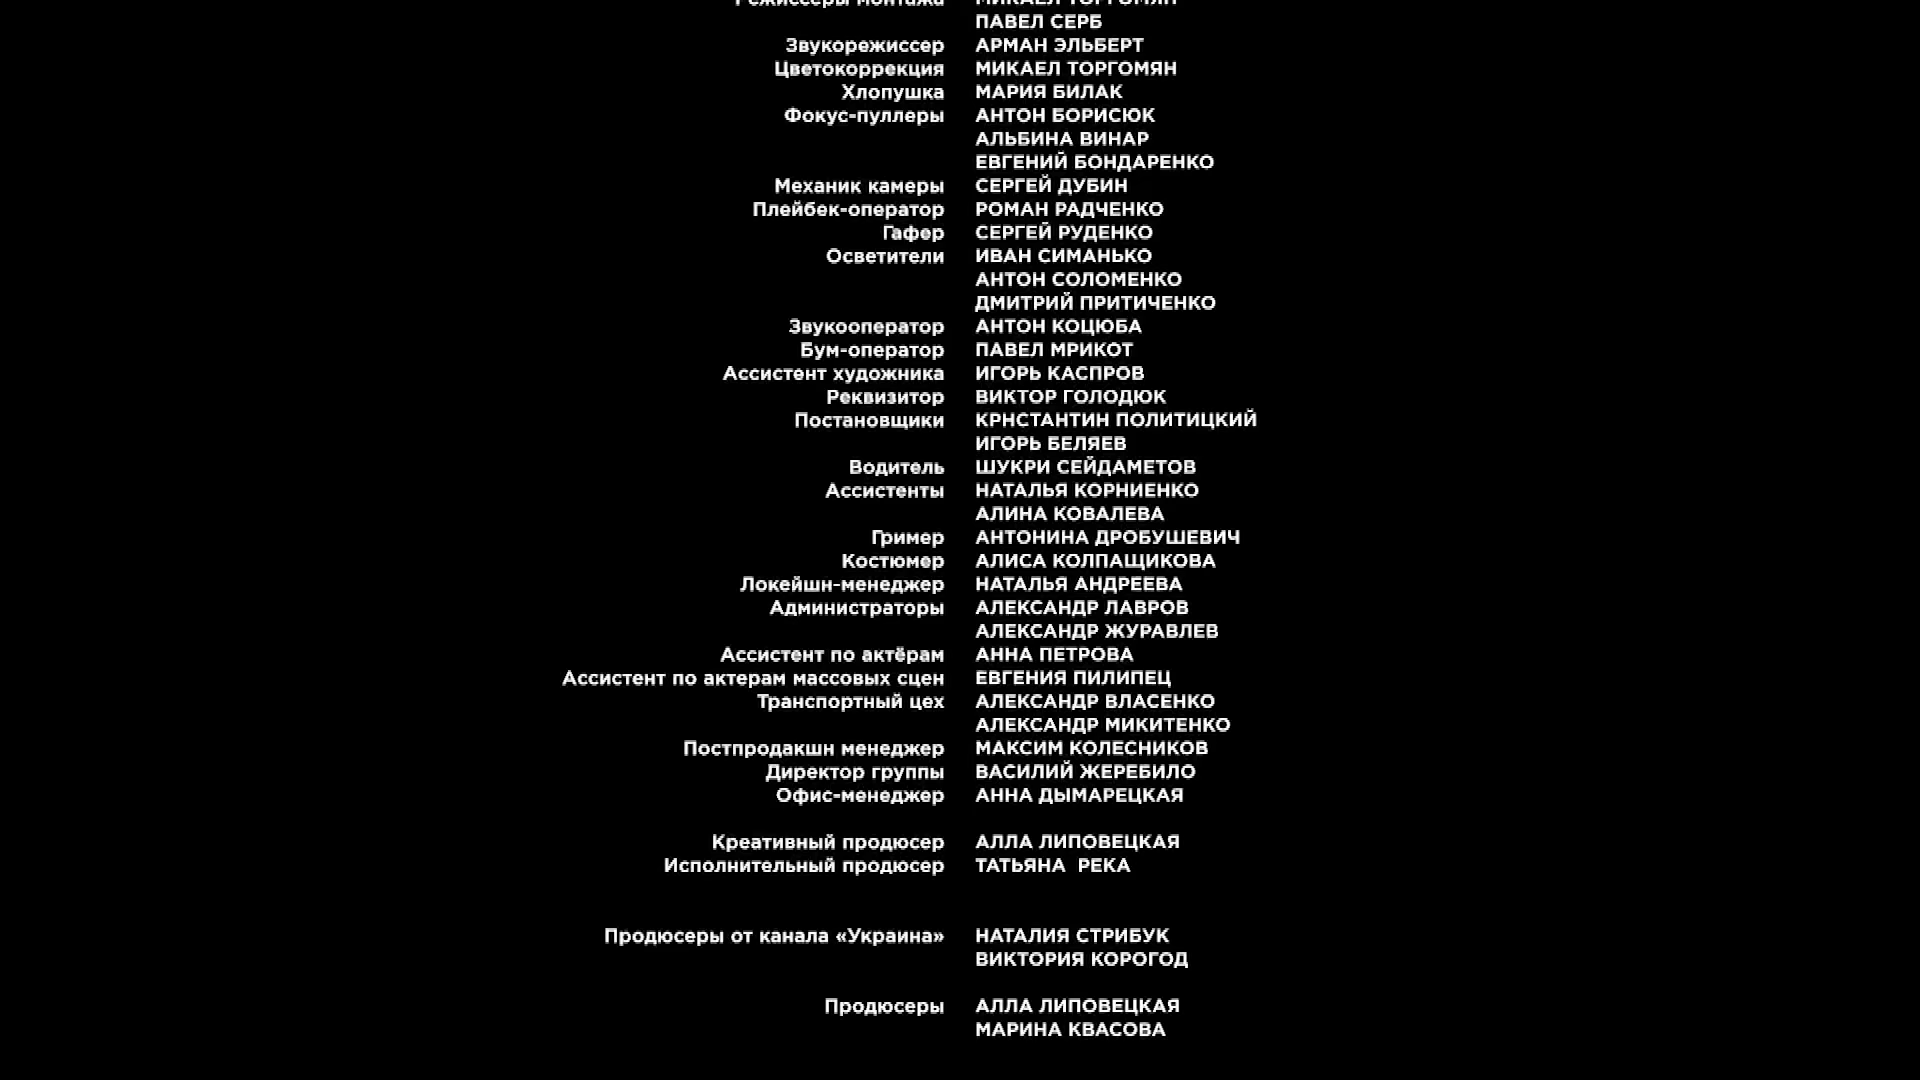 Режиссеры монтажа МИКАЕЛ ТОРГОМЯН
ПАВЕЛ СЕРБ
Звукорежиссер АРМАН ЭЛЬБЕРТ
Цветокоррекция МИКАЕЛ ТОРГОМЯН
Хлопушка МАРИЯ БИЛАК
Фокус-пуллеры АНТОН БОРИСЮК
АЛЬБИНА ВИНАР
ЕВГЕНИЙ БОНДАРЕНКО
Механик камеры СЕРГЕЙ ДУБИН
Плейбек-оператор РОМАН РАДЧЕНКО
Гафер СЕРГЕЙ РУДЕНКО
Осветители ИВАН СИМАНЬКО
АНТОН СОЛОМЕНКО
ДМИТРИЙ ПРИТИЧЕНКО
Звукооператор АНТОН КОЦЮБА
Бум-оператор ПАВЕЛ МРИКОТ
Ассистент художника ИГОРЬ КАСПРОВ
Реквизитор ВИКТОР ГОЛОДЮК
Постановщики КРНСТАНТИН ПОЛИТИЦКИЙ
ИГОРЬ БЕЛЯЕВ
Водитель ШУКРИ СЕЙДАМЕТОВ
Ассистенты НАТАЛЬЯ КОРНИЕНКО
АЛИНА КОВАЛЕВА
Гример АНТОНИНА ДРОБУШЕВИЧ
Костюмер АЛИСА КОЛПАЩИКОВА
Локейшн-менеджер НАТАЛЬЯ АНДРЕЕВА
Администраторы АЛЕКСАНДР ЛАВРОВ
АЛЕКСАНДР ЖУРАВЛЕВ
Ассистент по актёрам АННА ПЕТРОВА
Ассистент по актерам массовых сцен ЕВГЕНИЯ ПИЛИПЕЦ
Транспортный цех АЛЕКСАНДР ВЛАСЕНКО
АЛЕКСАНДР МИКИТЕНКО
Постпродакшн менеджер МАКСИМ КОЛЕСНИКОВ
Директор группы ВАСИЛИЙ ЖЕРЕБИЛО
Офис-менеджер АННА ДЫМАРЕЦКАЯ
Креативный продюсер АЛЛА ЛИПОВЕЦКАЯ
Исполнительный продюсер ТАТЬЯНА РЕКА
Продюсеры от канала «Украина» НАТАЛИЯ СТРИБУК
ВИКТОРИЯ КОРОГОД
Продюсеры АЛЛА ЛИПОВЕЦКАЯ
МАРИНА КВАСОВА